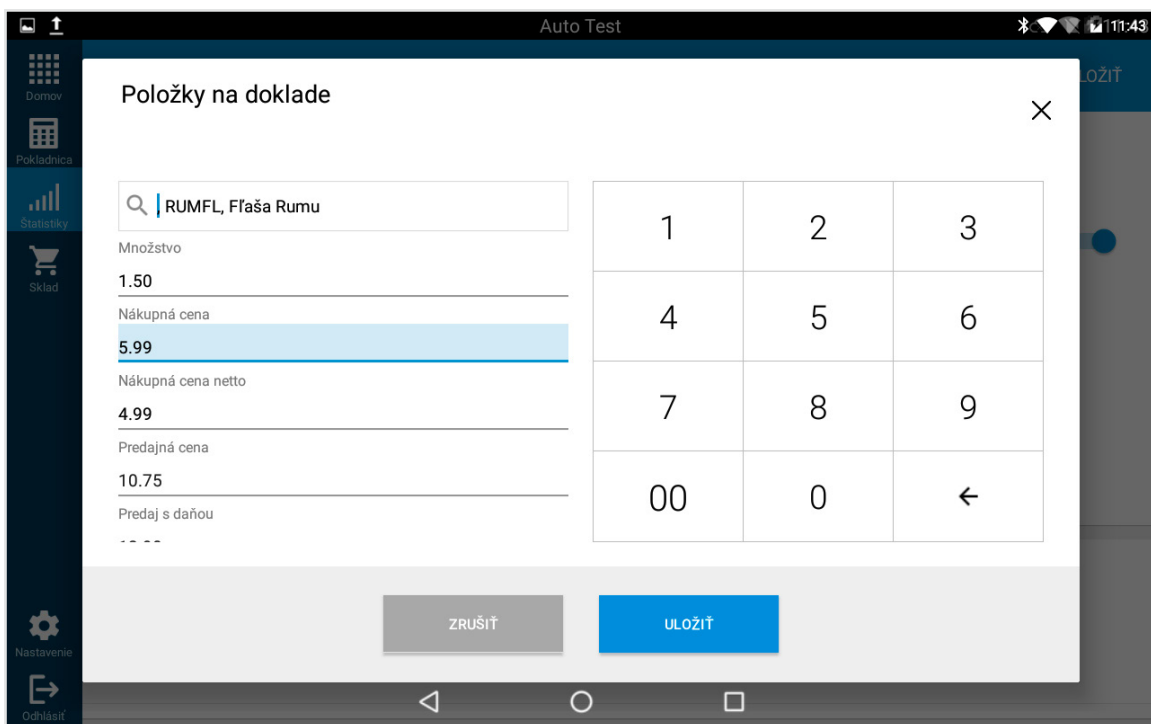 Auto Test
11:43
Domov
Pokladnica
Štatistiky
Sklad
Nastavenie
Odhlásiť
Položky na doklade
, RUMFL, Fľaša Rumu
Množstvo
1.50
Nákupná cena
5.99
Nákupná cena netto
4.99
Predajná cena
10.75
Predaj s daňou
1 2 3
4 5 6
7 8 9
00 0
ZRUŠIŤ ULOŽIŤ